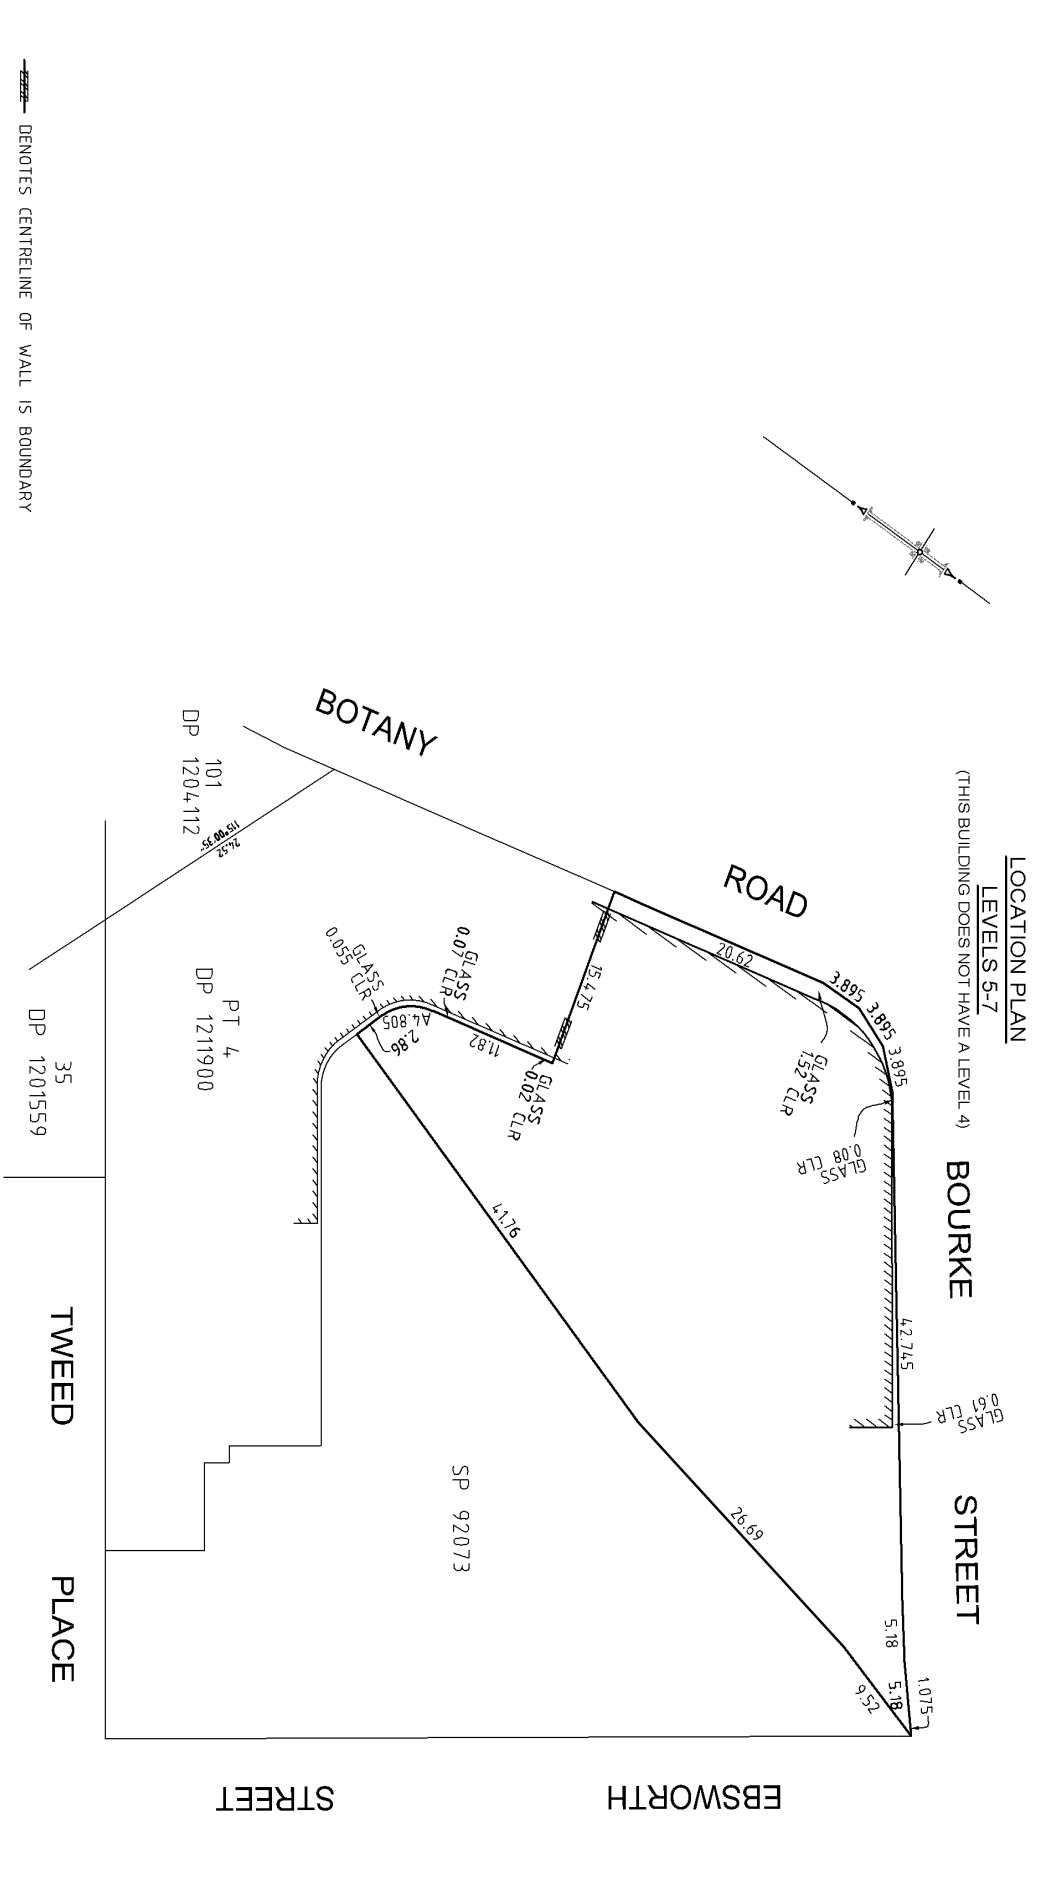 LOCATION PLAN
LEVELS 5-7
(THIS BUILDING DOES NOT HAVE A LEVEL 4)
BOURKE
STREET
BOTANY
ROAD
3.895
3.895
3.895
20.62
GLASS
1.52 CLR
GLASS
0.08 CLR
42.745
GLASS CLR
0.61
5.18
5.18
1.075
9.52
26.69
41.76
15.475
GLASS
0.02 CLR
11.82
GLASS
0.07 CLR
A4.805
2.86
GLASS
0.055 CLR
SP 92073
101
DP 1204112
115°00'35"
24.52
PT 4
DP 1211900
35
DP 1201559
TWEED
PLACE
EBSWORTH
STREET
DENOTES CENTRELINE OF WALL IS BOUNDARY